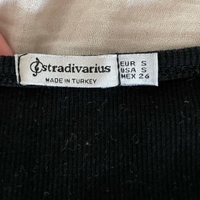 stradivarius
MADE IN TURKEY
EUR S
USA S
MEX 26